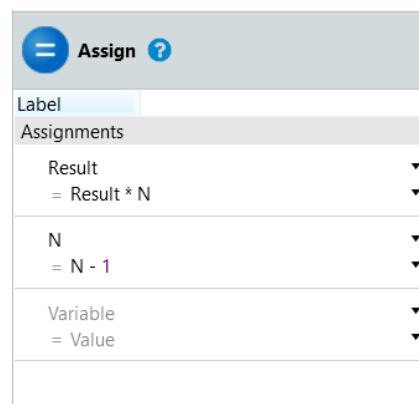 = Assign ?
Label
Assignments
Result
= Result * N
N
= N - 1
Variable
= Value